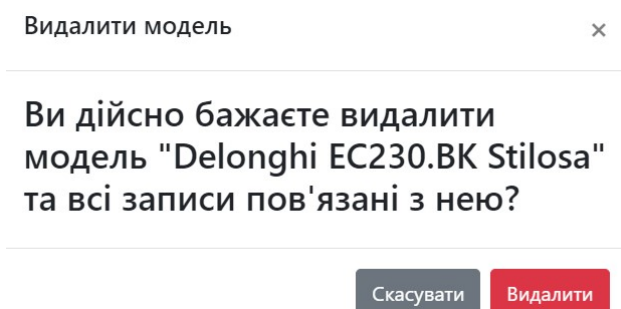 Видалити модель
×
Ви дійсно бажаєте видалити
модель "Delonghi EC230.BK Stilosa"
та всі записи пов'язані з нею?
Скасувати Видалити